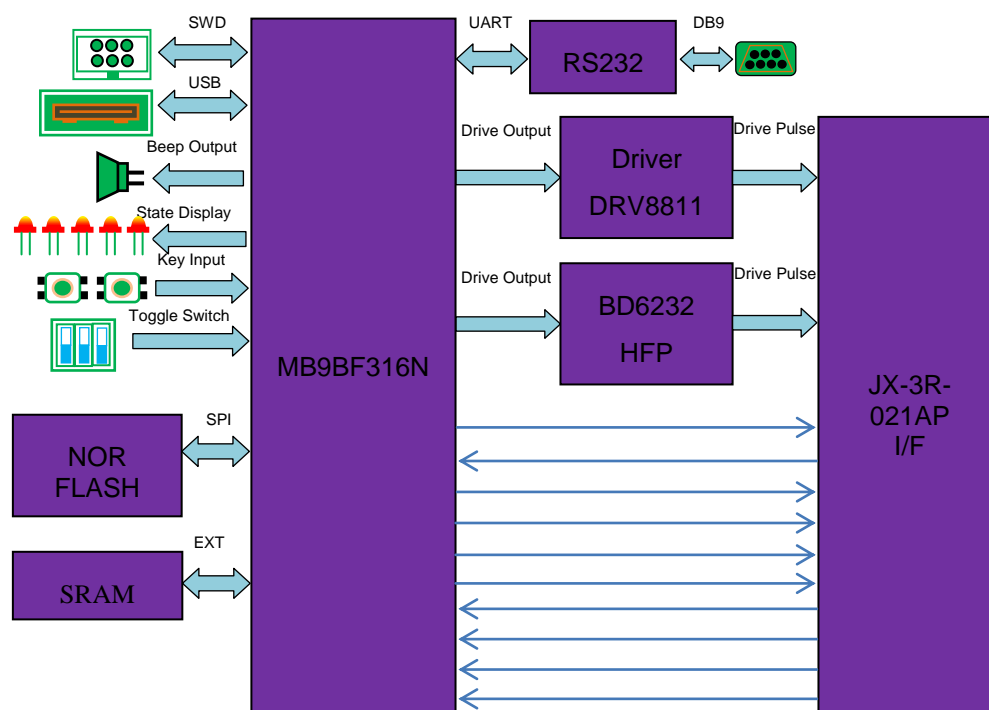 SWD
USB
Beep Output
State Display
Key Input
Toggle Switch
NOR
FLASH
SPI
SRAM
EXT
MB9BF316N
UART
RS232
DB9
Drive Output
Driver
DRV8811
Drive Pulse
Drive Output
BD6232
HFP
Drive Pulse
JX-3R-
021AP
I/F